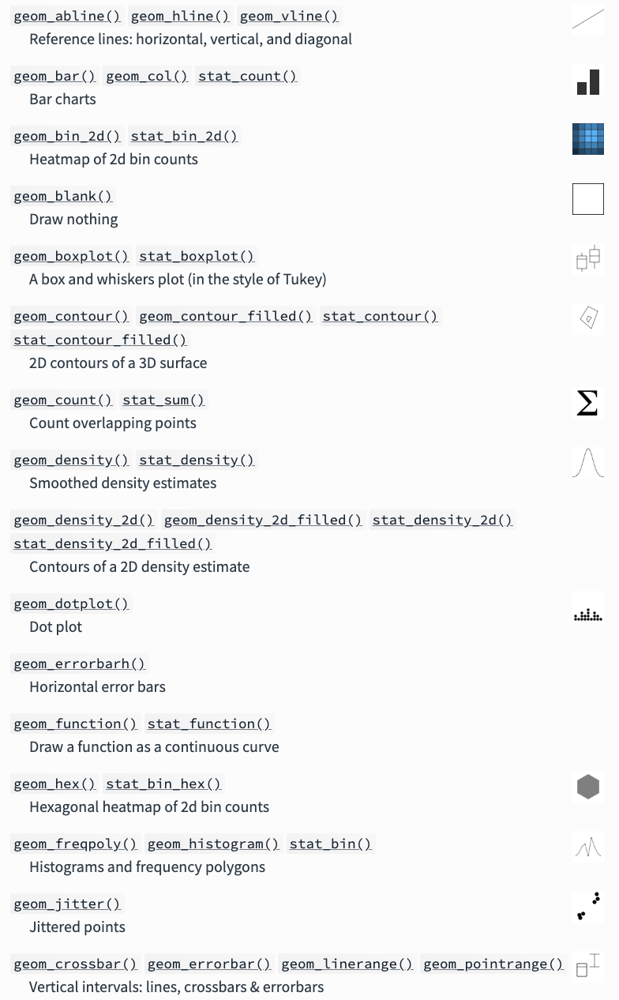 geom_abline() geom_hline() geom_vline()
Reference lines: horizontal, vertical, and diagonal
geom_bar() geom_col() stat_count()
Bar charts
geom_bin_2d() stat_bin_2d()
Heatmap of 2d bin counts
geom_blank()
Draw nothing
geom_boxplot() stat_boxplot()
A box and whiskers plot (in the style of Tukey)
geom_contour() geom_contour_filled() stat_contour()
stat_contour_filled()
2D contours of a 3D surface
geom_count() stat_sum()
Count overlapping points
geom_density() stat_density()
Smoothed density estimates
geom_density_2d() geom_density_2d_filled() stat_density_2d()
stat_density_2d_filled()
Contours of a 2D density estimate
geom_dotplot()
Dot plot
geom_errorbarh()
Horizontal error bars
geom_function() stat_function()
Draw a function as a continuous curve
geom_hex() stat_bin_hex()
Hexagonal heatmap of 2d bin counts
geom_freqpoly() geom_histogram() stat_bin()
Histograms and frequency polygons
geom_jitter()
Jittered points
geom_crossbar() geom_errorbar() geom_linerange() geom_pointrange()
Vertical intervals: lines, crossbars & errorbars